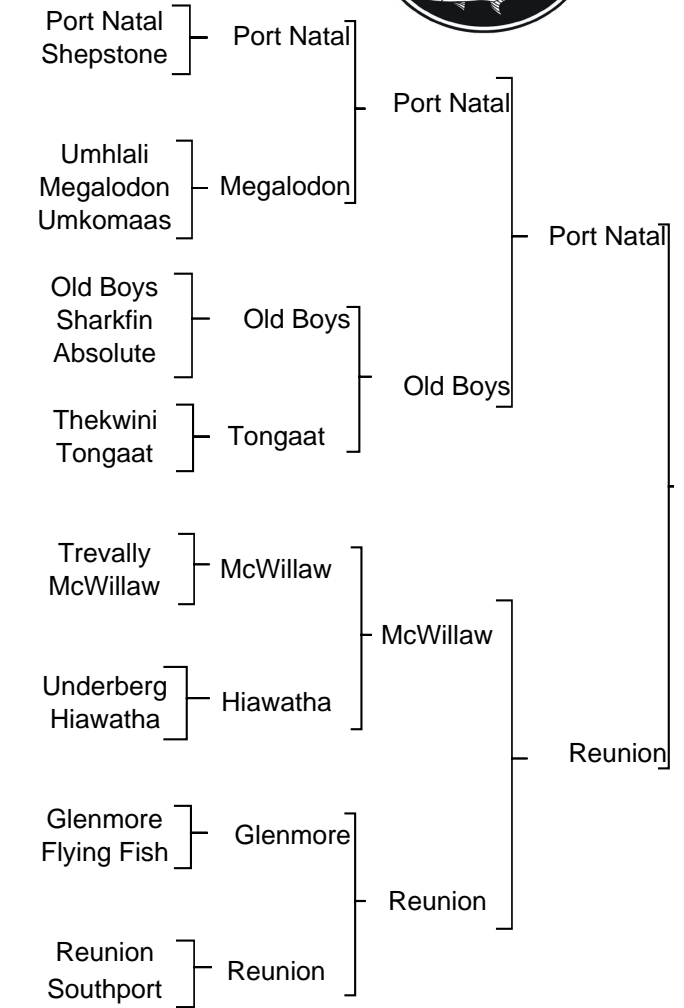 Port Natal
Shepstone
Port Natal
Port Natal
Umhlali
Megalodon
Umkomaas
Megalodon
Port Natal
Old Boys
Sharkfin
Absolute
Old Boys
Old Boys
Thekwini
Tongaat
Tongaat
Trevally
McWillaw
McWillaw
McWillaw
Underberg
Hiawatha
Hiawatha
Reunion
Glenmore
Flying Fish
Glenmore
Reunion
Reunion
Southport
Reunion